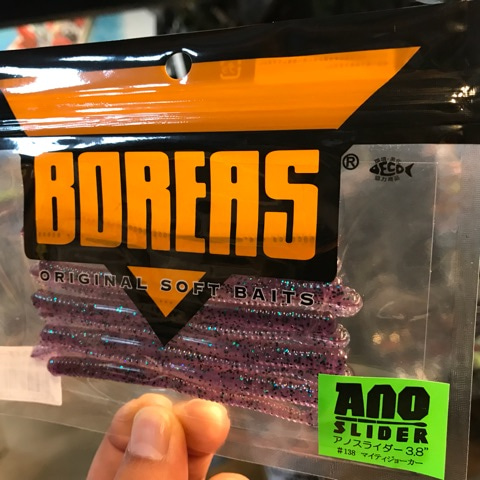 BOREAS
®
ECO
ORIGINAL SOFT BAITS
ANO
SLIDER
アノスライダー3.8"
#138 マイティジョーカー